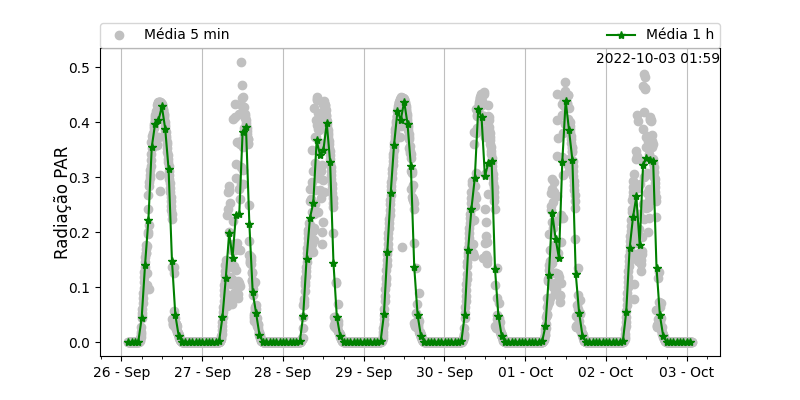 Média 5 min
Média 1 h
2022-10-03 01:59
Radiação PAR
0.5
0.4
0.3
0.2
0.1
0.0
26 - Sep
27 - Sep
28 - Sep
29 - Sep
30 - Sep
01 - Oct
02 - Oct
03 - Oct